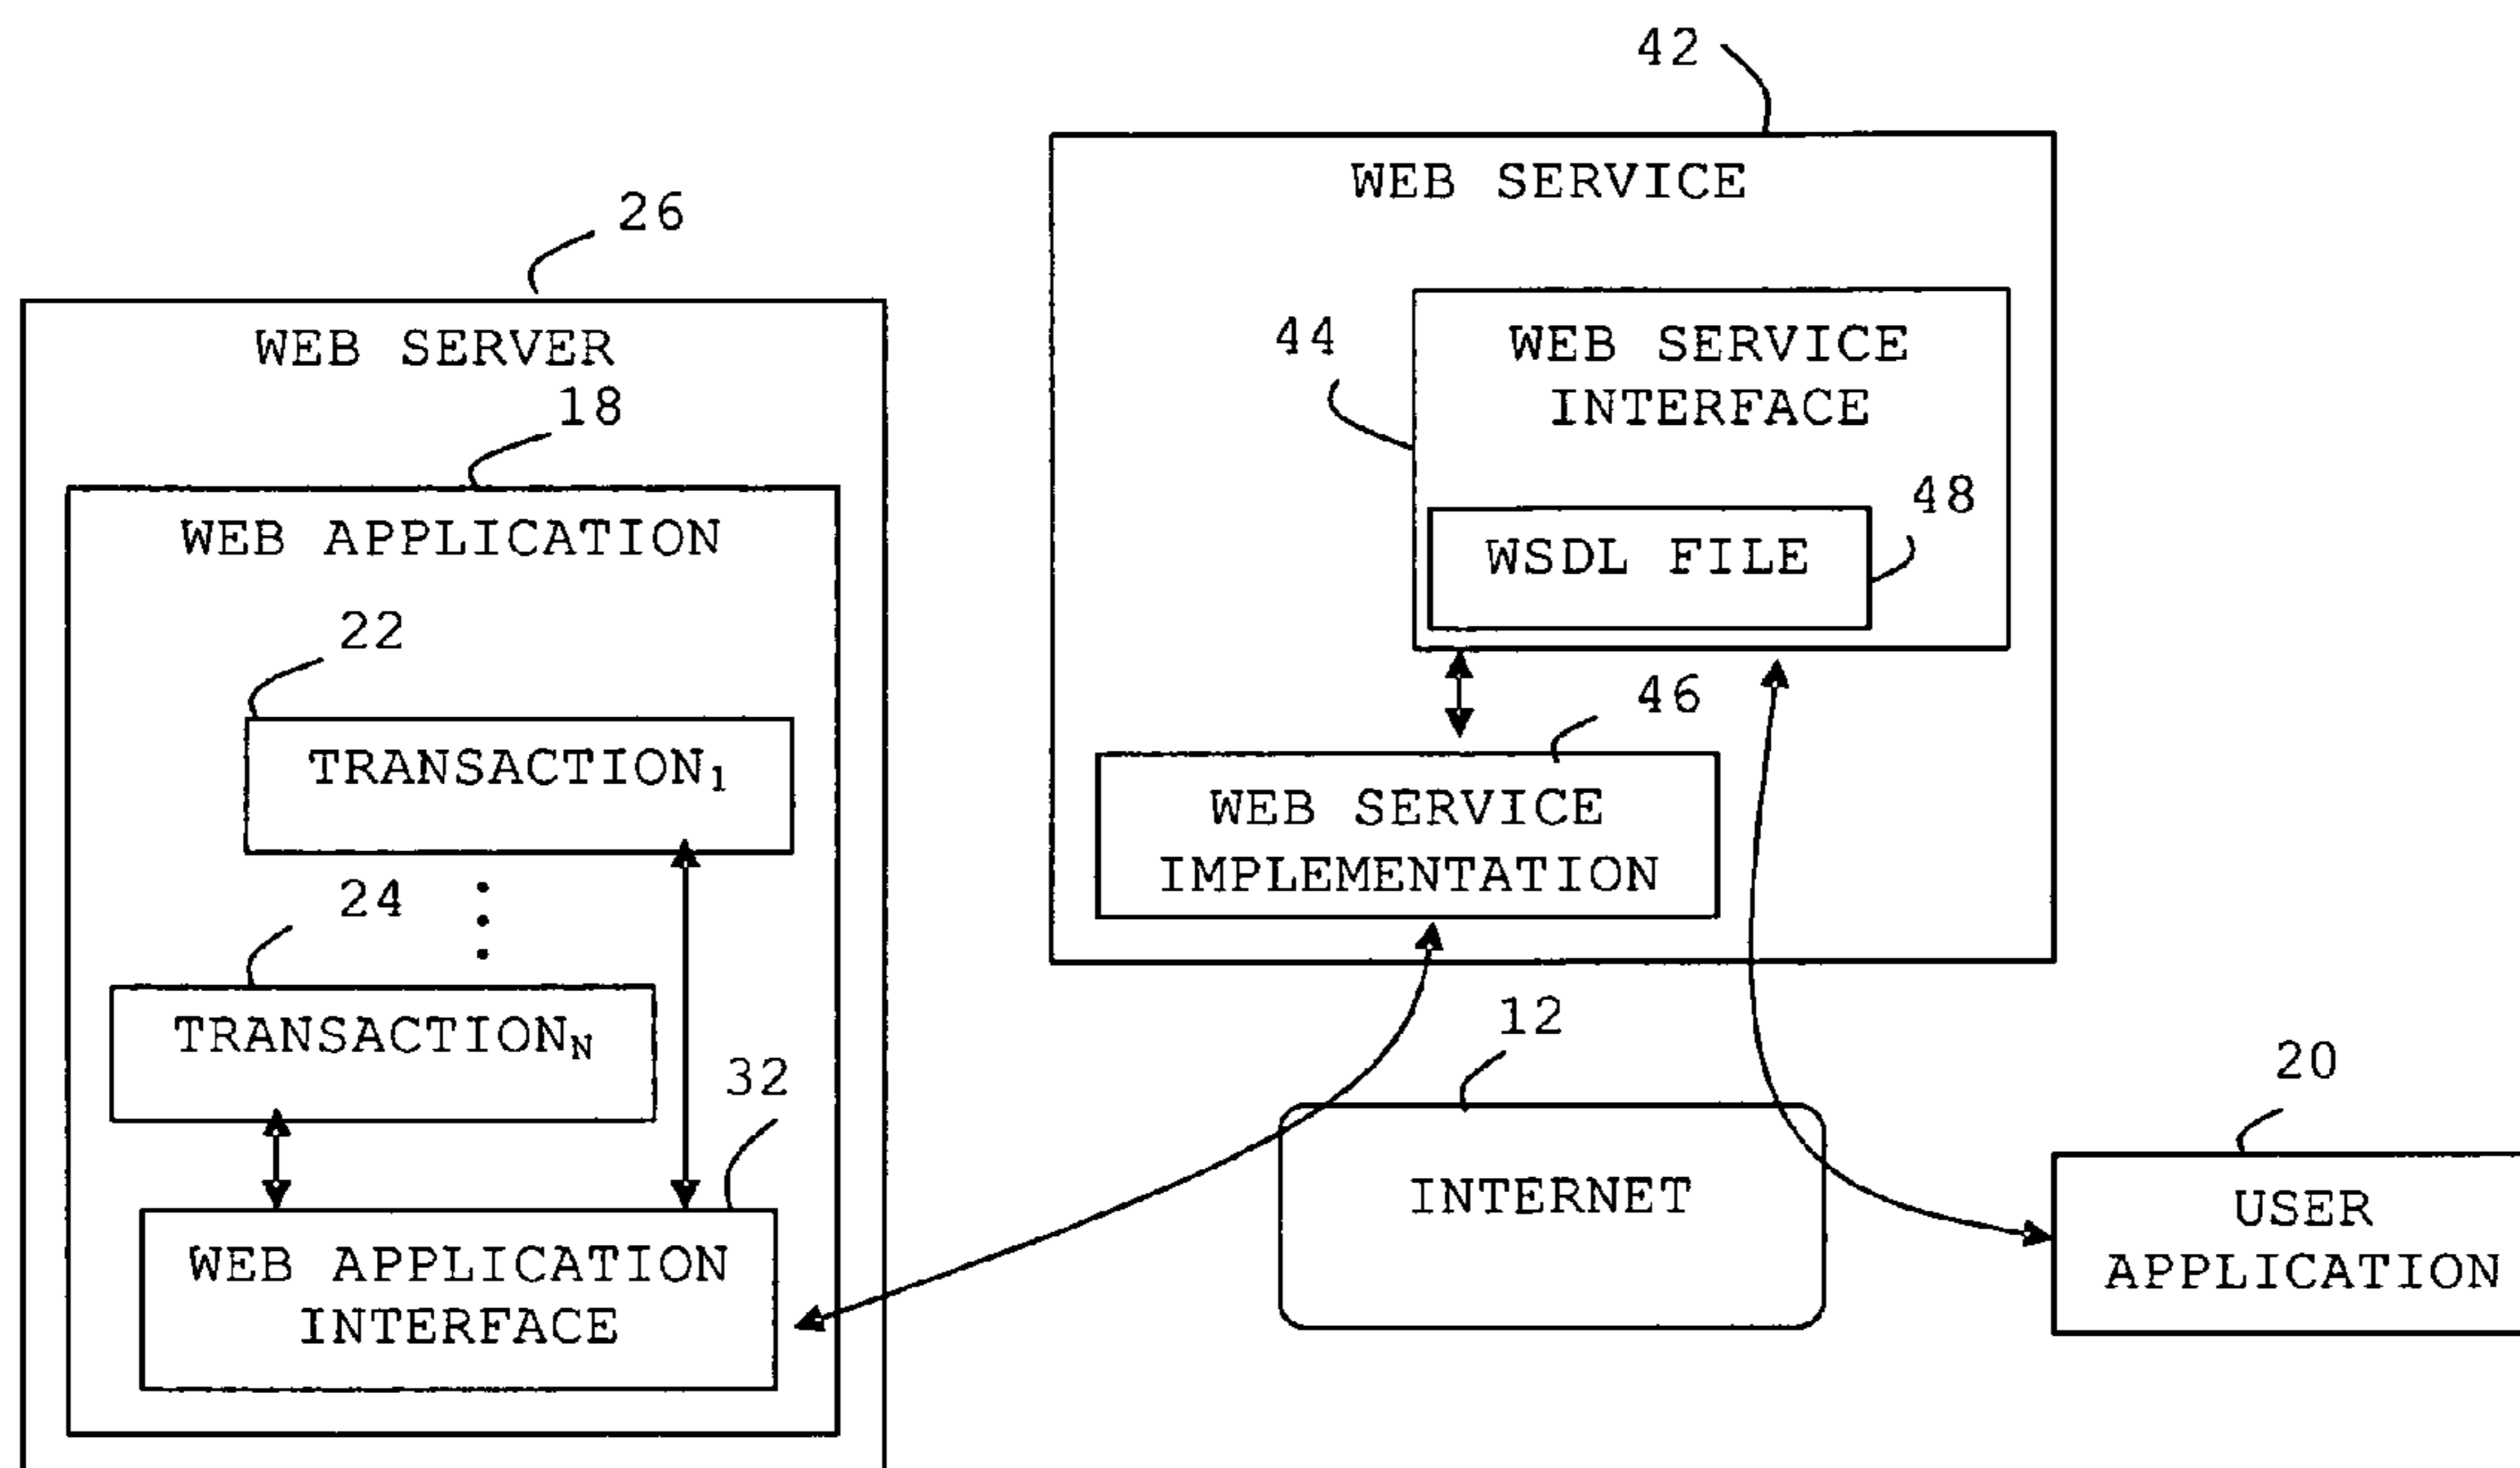 42
WEB SERVICE
26
WEB SERVER
44
WEB SERVICE
INTERFACE
18
48
WEB APPLICATION
WSDL FILE
22
46
TRANSACTION1
WEB SERVICE
IMPLEMENTATION
24
TRANSACTIONN
12
32
20
INTERNET
USER
APPLICATION
WEB APPLICATION
INTERFACE